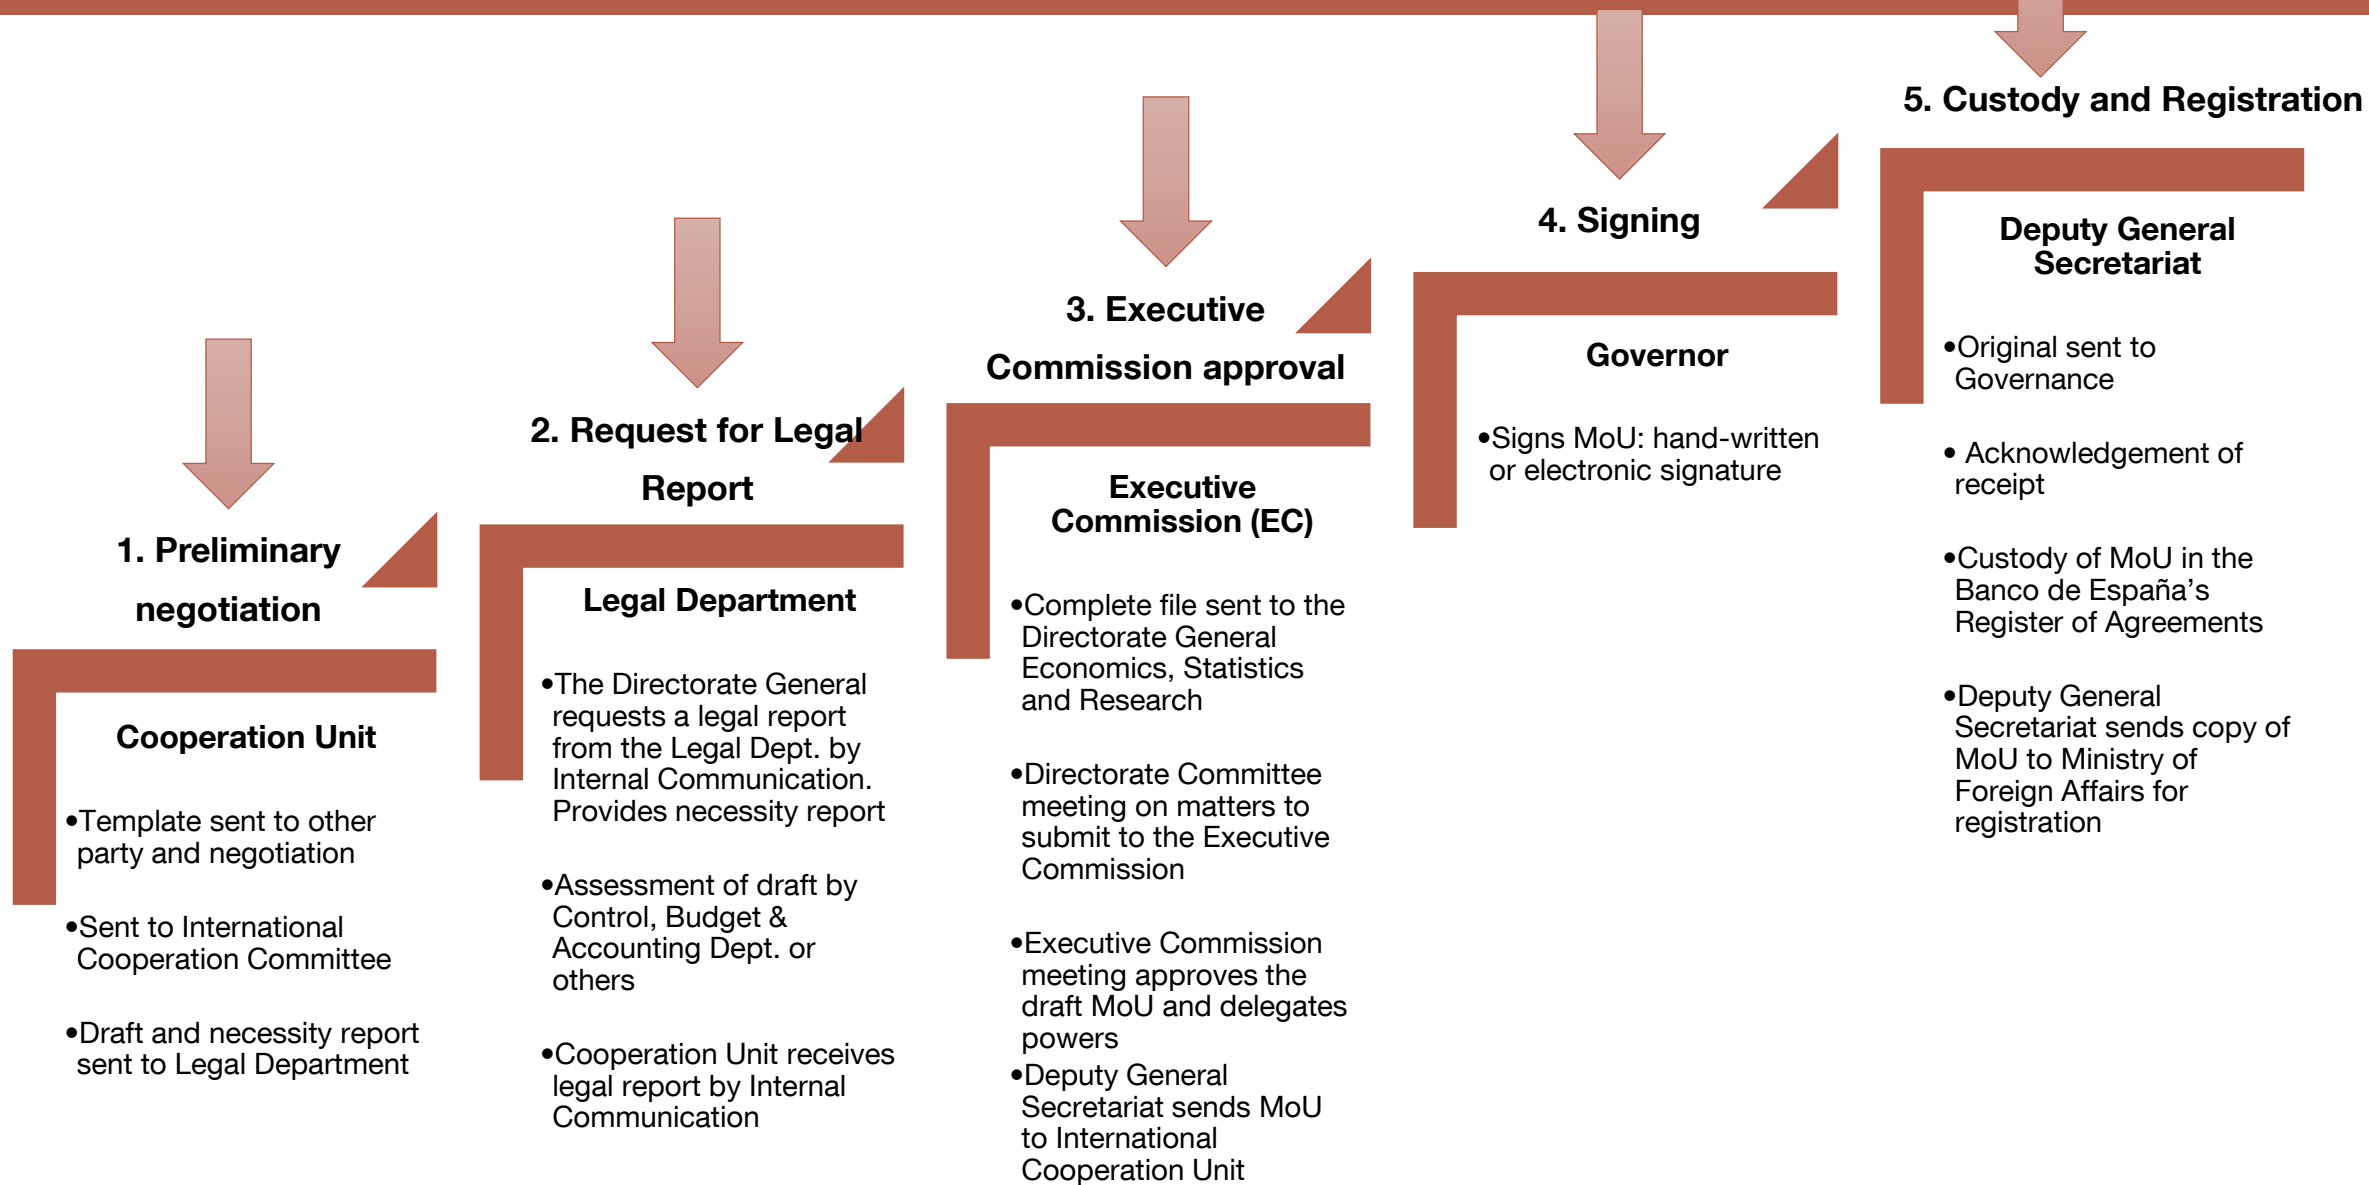 1. Preliminary
negotiation
Cooperation Unit
•Template sent to other
party and negotiation
•Sent to International
Cooperation Committee
•Draft and necessity report
sent to Legal Department
2. Request for Legal
Report
Legal Department
•The Directorate General
requests a legal report
from the Legal Dept. by
Internal Communication.
Provides necessity report
•Assessment of draft by
Control, Budget &
Accounting Dept. or
others
•Cooperation Unit receives
legal report by Internal
Communication
3. Executive
Commission approval
Executive
Commission (EC)
•Complete file sent to the
Directorate General
Economics, Statistics
and Research
•Directorate Committee
meeting on matters to
submit to the Executive
Commission
•Executive Commission
meeting approves the
draft MoU and delegates
powers
•Deputy General
Secretariat sends MoU
to International
Cooperation Unit
4. Signing
Governor
•Signs MoU: hand-written
or electronic signature
5. Custody and Registration
Deputy General
Secretariat
•Original sent to
Governance
• Acknowledgement of
receipt
•Custody of MoU in the
Banco de España’s
Register of Agreements
•Deputy General
Secretariat sends copy of
MoU to Ministry of
Foreign Affairs for
registration